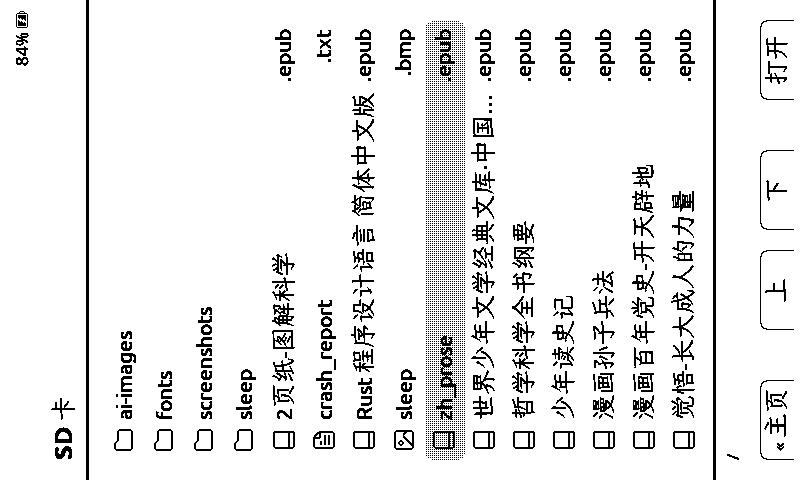 84%
SD 卡
ai-images
fonts
screenshots
sleep
2页纸-图解科学 .epub
crash_report .txt
Rust 程序设计语言 简体中文版 .epub
sleep .bmp
zh_prose .epub
世界少年文学经典文库·中国... .epub
哲学科学全书纲要 .epub
少年读史记 .epub
漫画孙子兵法 .epub
漫画百年党史-开天辟地 .epub
觉悟-长大成人的力量 .epub
/
«主页 上 下 打开